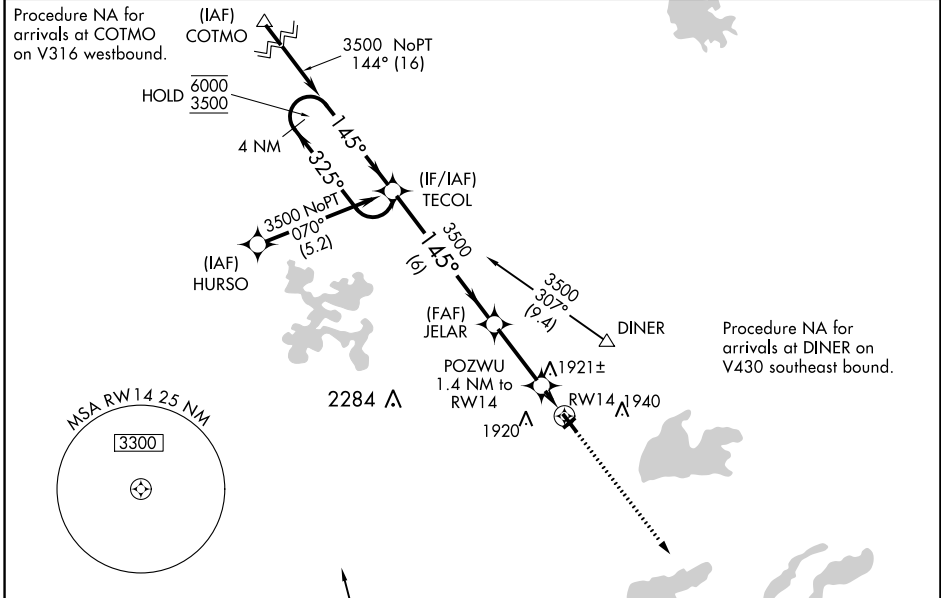 Procedure NA for
arrivals at COTMO
on V316 westbound.
(IAF)
COTMO
3500 NoPT
144° (16)
HOLD 6000
3500
4 NM
145°
325°
(IF/IAF)
TECOL
3500 NoPT
070°
(5.2)
(IAF)
HURSO
3500
145°
(6)
3500
307°
(9.4)
DINER
(FAF)
JELAR
Procedure NA for
arrivals at DINER on
V430 southeast bound.
POZWU
1.4 NM to
RW14
1921±
2284
RW14
1940
1920
MSA RW14 25 NM
3300